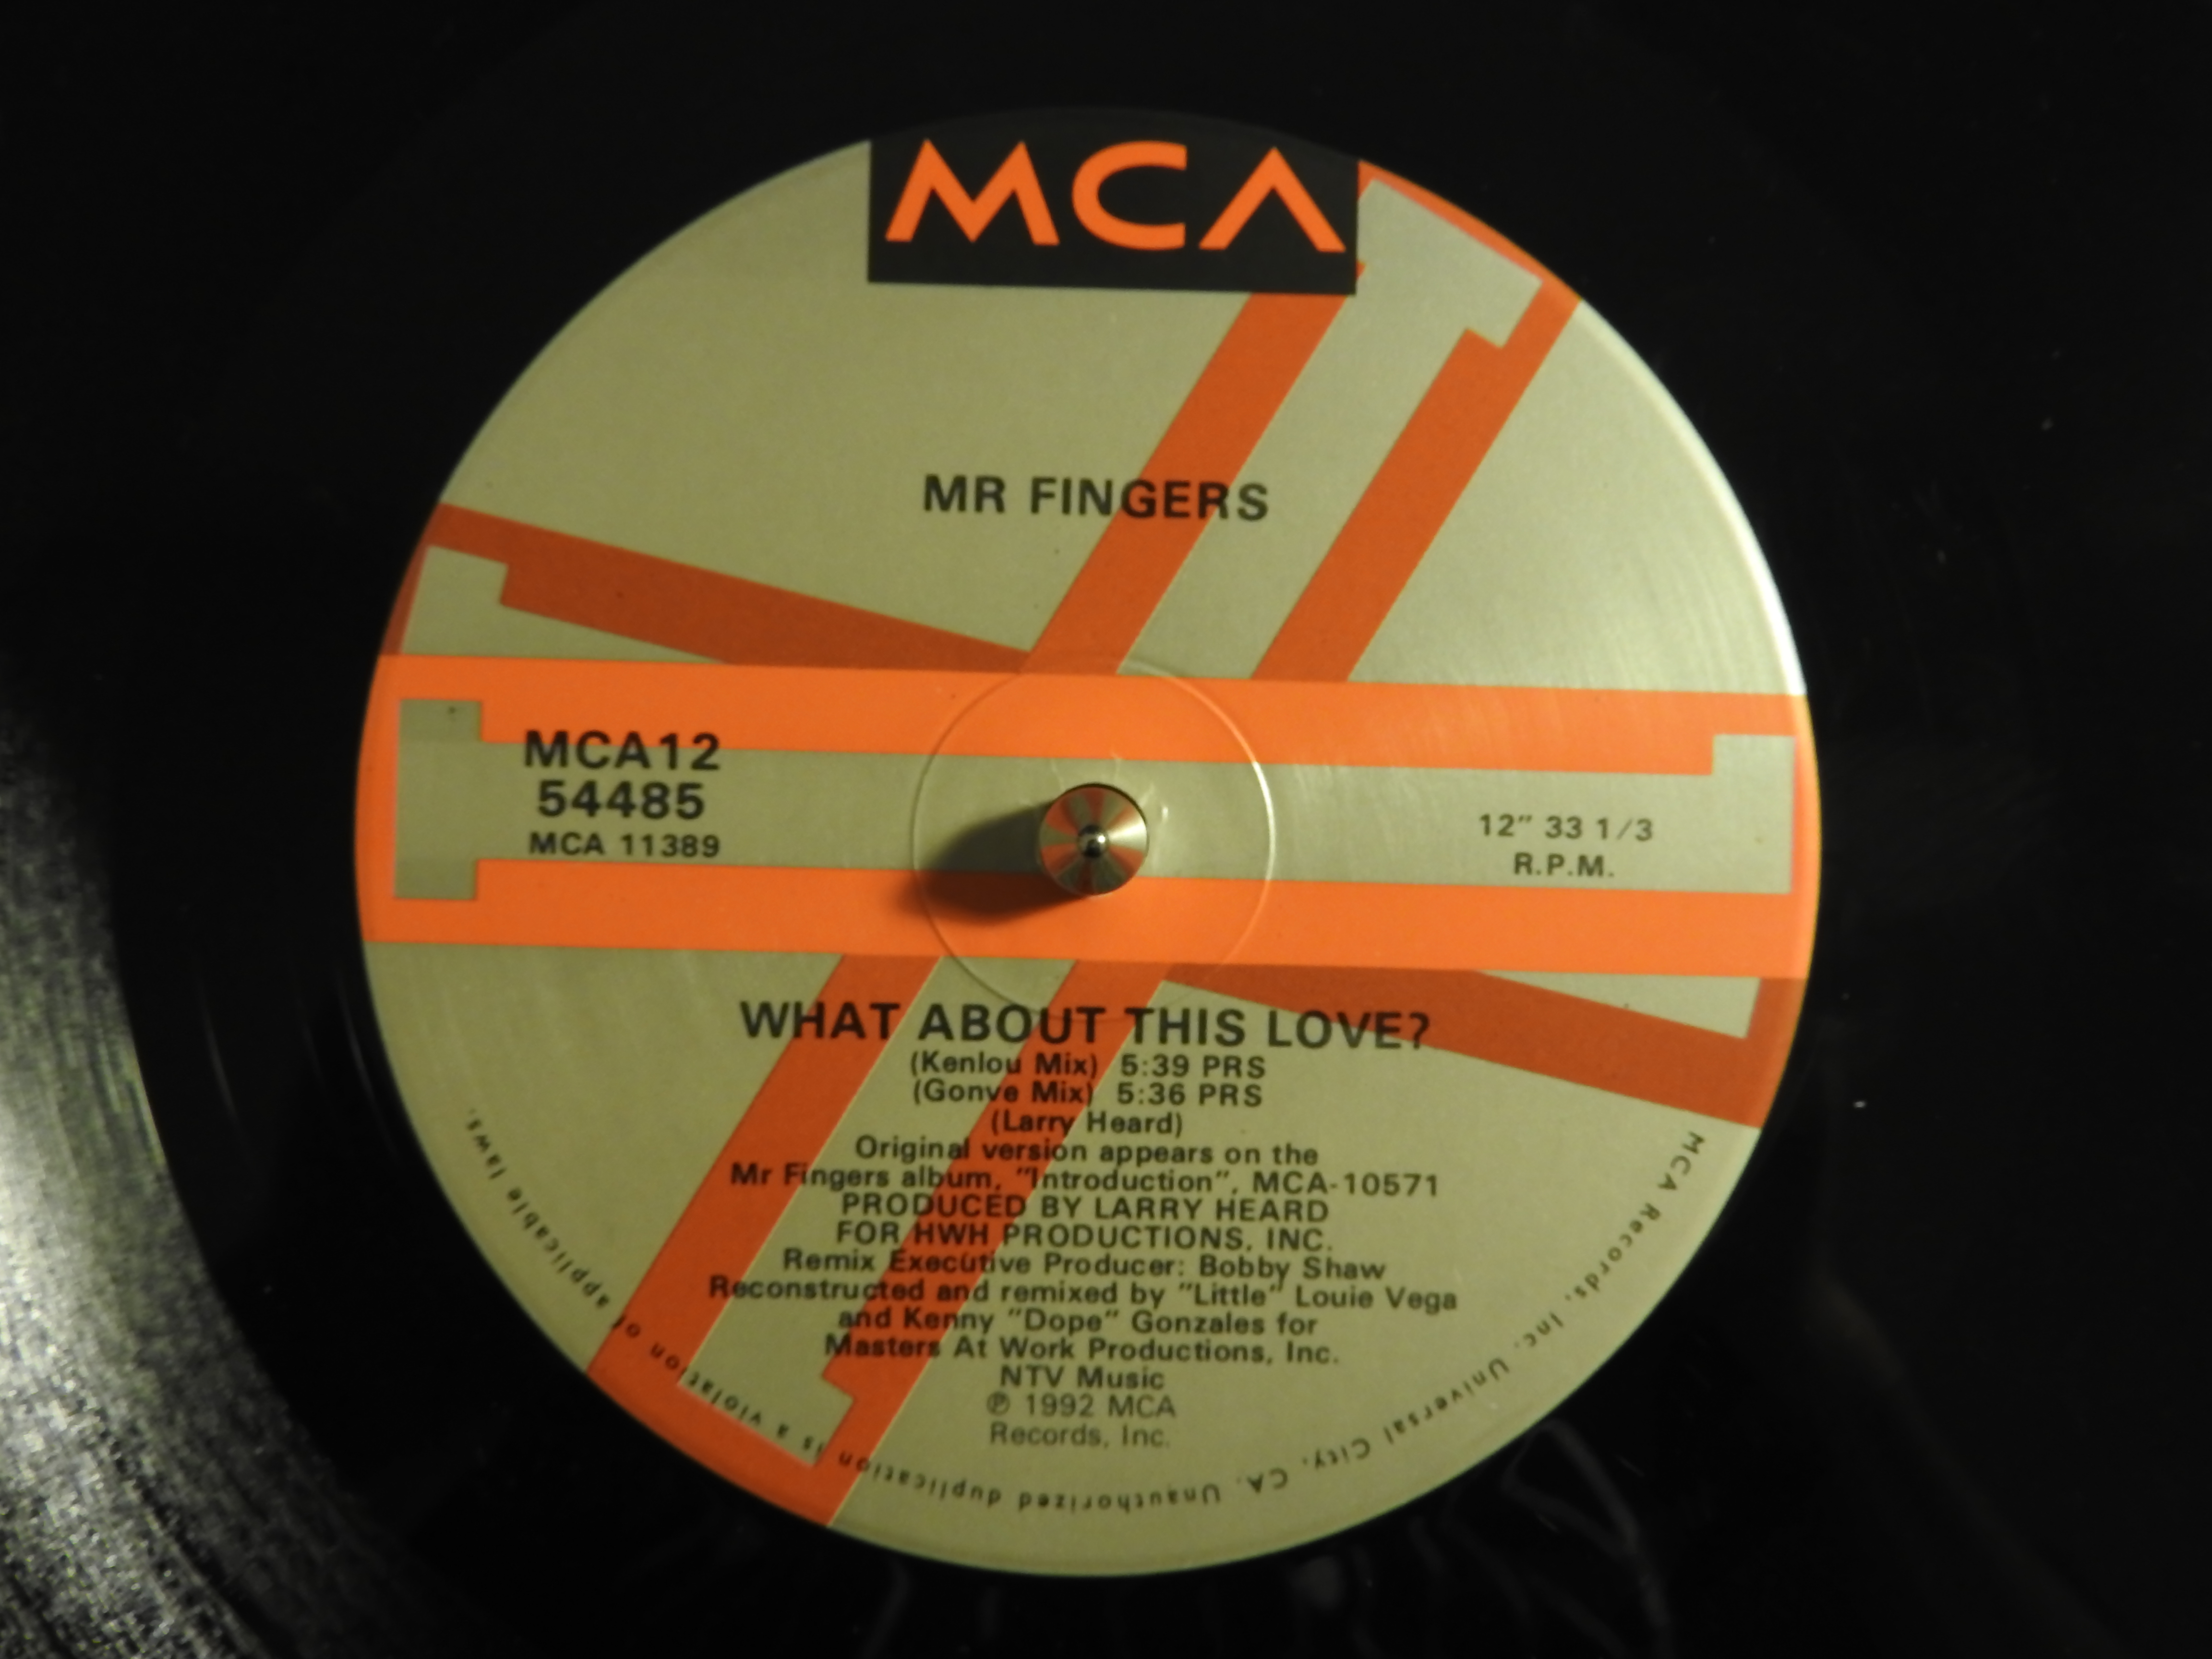 MCA
MR FINGERS
MCA12
54485
MCA 11389
12" 33 1/3
R.P.M.
WHAT ABOUT THIS LOVE?
(Kenlou Mix) 5:39 PRS
(Gonve Mix) 5:36 PRS
(Larry Heard)
Original version appears on the
Mr Fingers album, "Introduction", MCA-10571
PRODUCED BY LARRY HEARD
FOR HWH PRODUCTIONS, INC.
Remix Executive Producer: Bobby Shaw
Reconstructed and remixed by "Little" Louie Vega
and Kenny "Dope" Gonzales for
Masters At Work Productions, Inc.
NTV Music
℗ 1992 MCA
Records, Inc.
MCA Records, Inc. Universal City, CA. Unauthorized duplication is a violation of applicable laws.